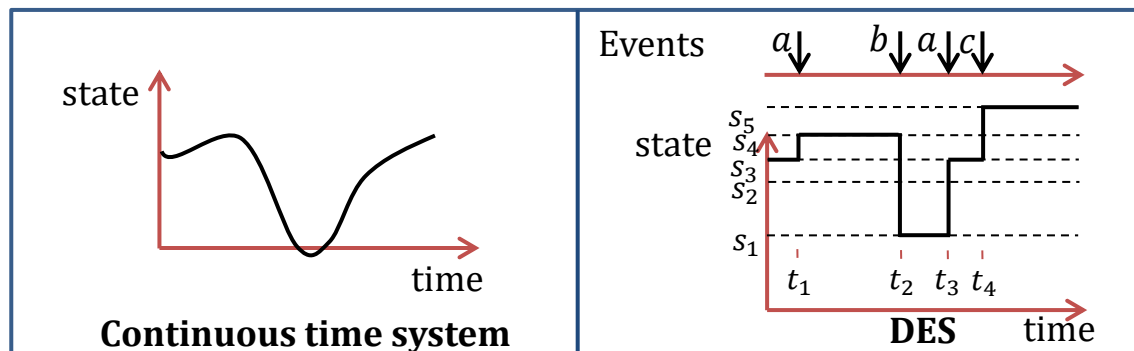 state
time
Continuous time system
Events a b a c
state
s₅
s₄
s₃
s₂
s₁
t₁ t₂ t₃ t₄
DES
time